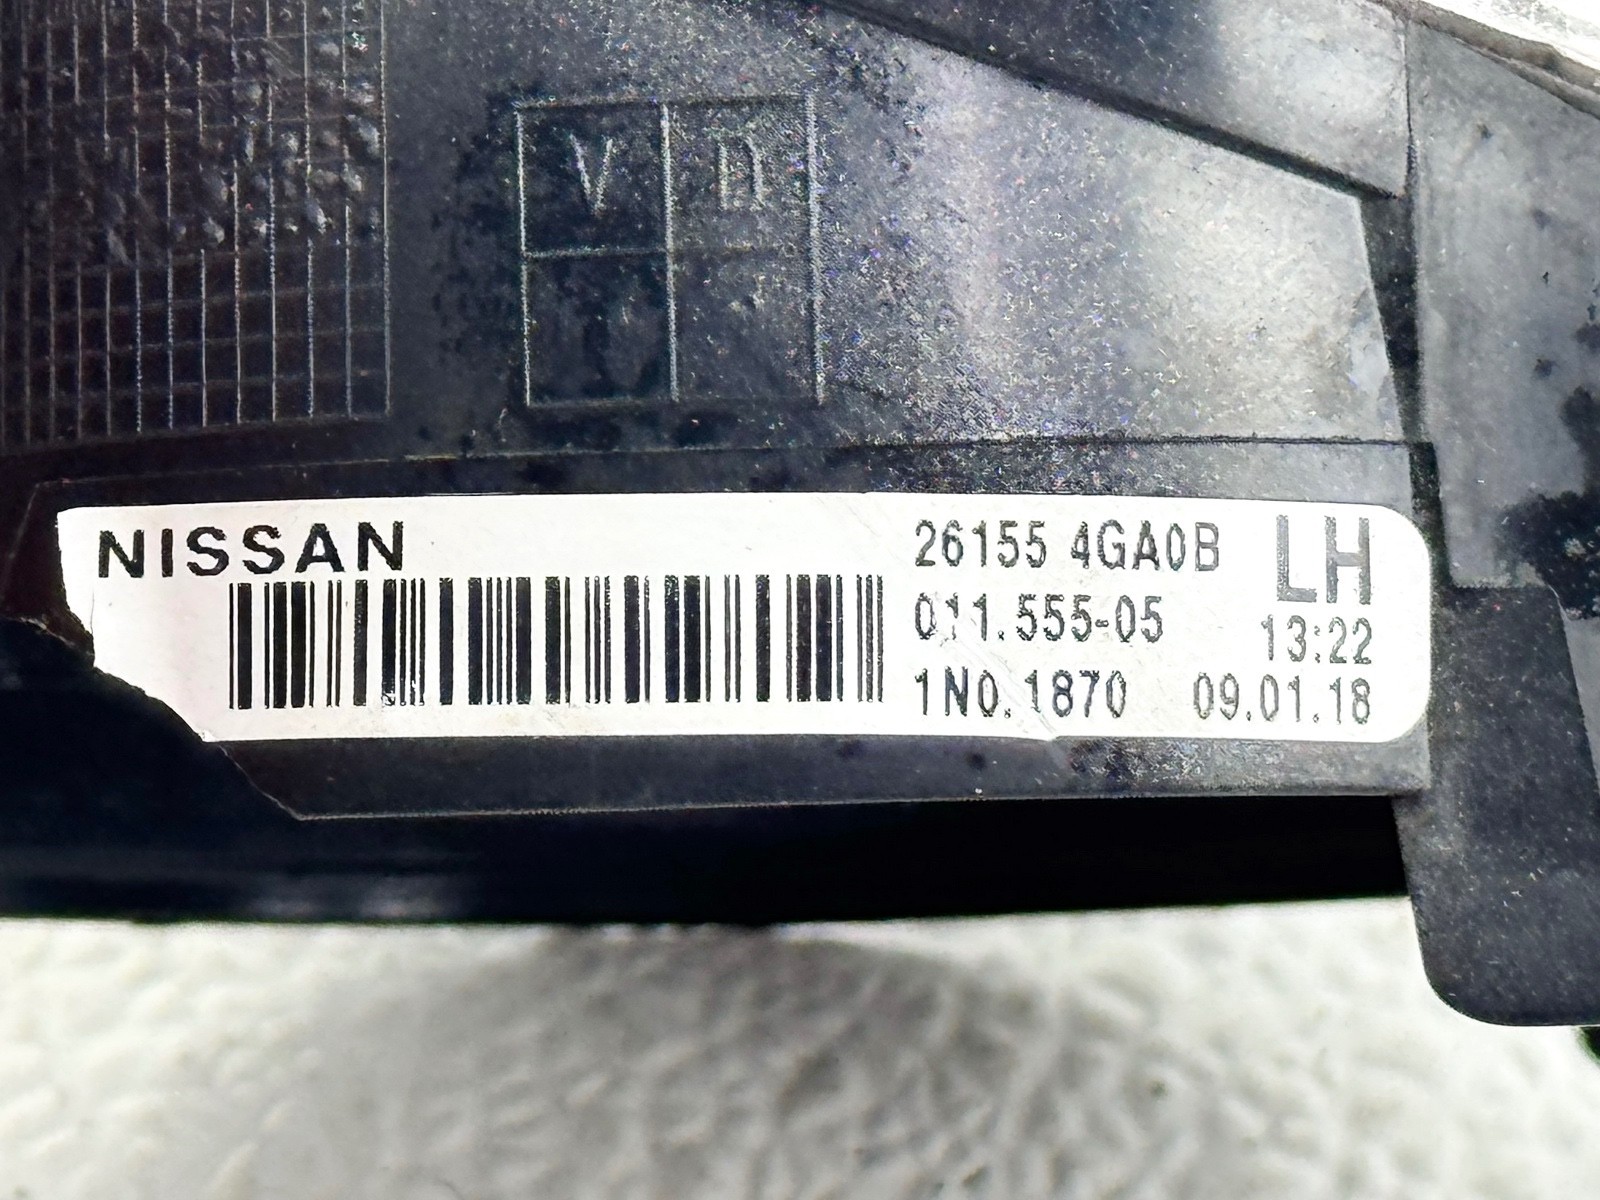 V D
NISSAN
26155 4GA0B LH
011.555-05 13:22
1N0.1870 09.01.18